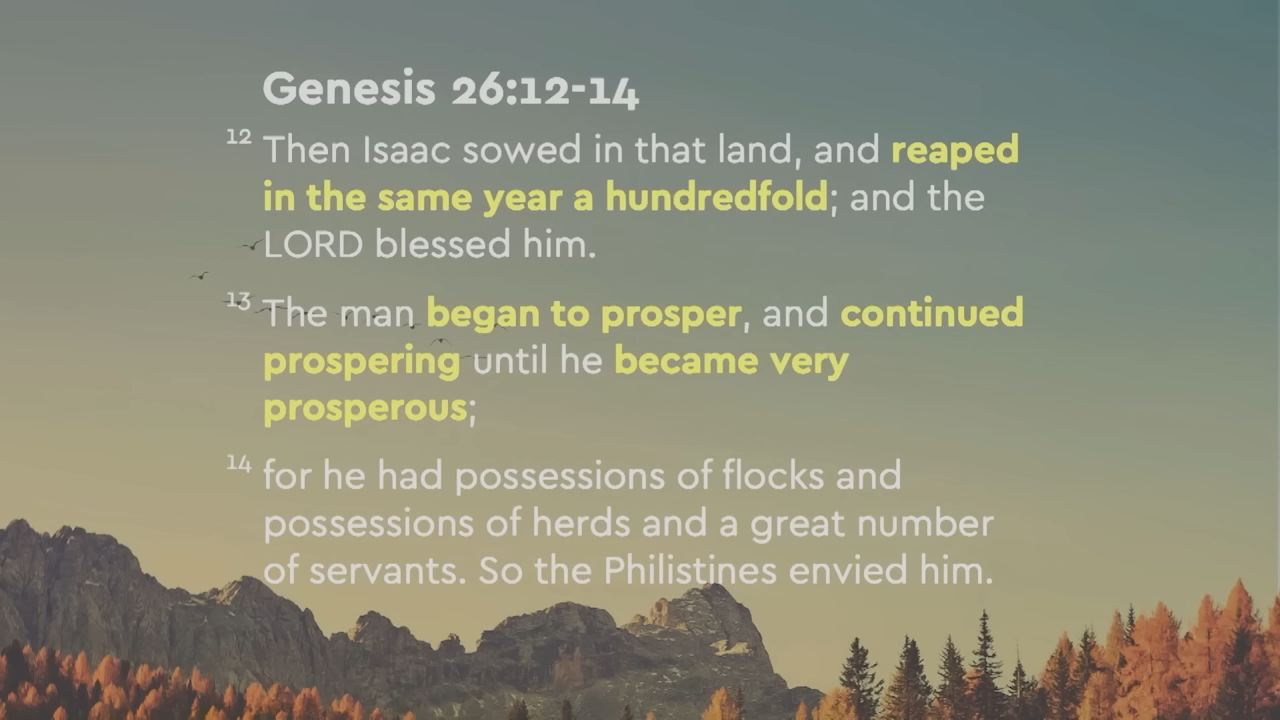 Genesis 26:12-14
12 Then Isaac sowed in that land, and reaped
in the same year a hundredfold; and the
LORD blessed him.
13 The man began to prosper, and continued
prospering until he became very
prosperous;
14 for he had possessions of flocks and
possessions of herds and a great number
of servants. So the Philistines envied him.